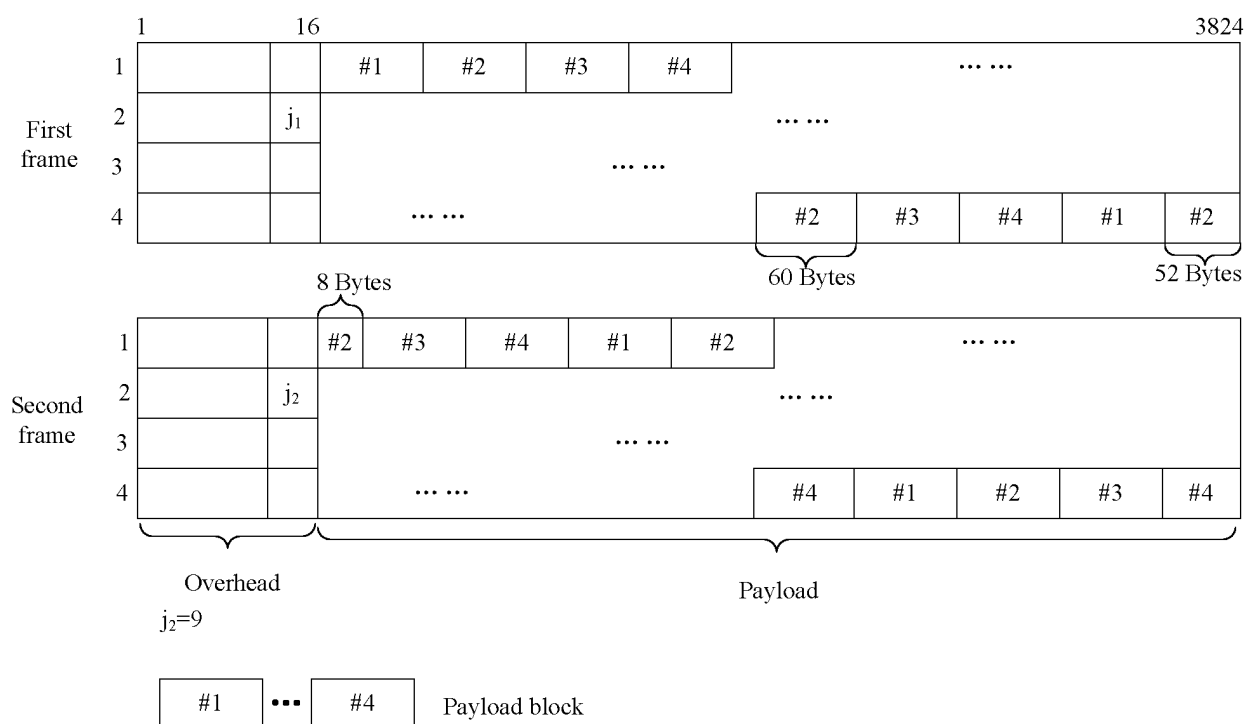 1 16 3824
1 #1 #2 #3 #4 ... ...
2 j₁ ... ...
First
frame
3 ... ...
4 ... ... #2 #3 #4 #1 #2
8 Bytes 60 Bytes 52 Bytes
1 #2 #3 #4 #1 #2 ... ...
2 j₂ ... ...
Second
frame
3 ... ...
4 ... ... #4 #1 #2 #3 #4
Overhead Payload
j₂=9
#1 ... #4 Payload block